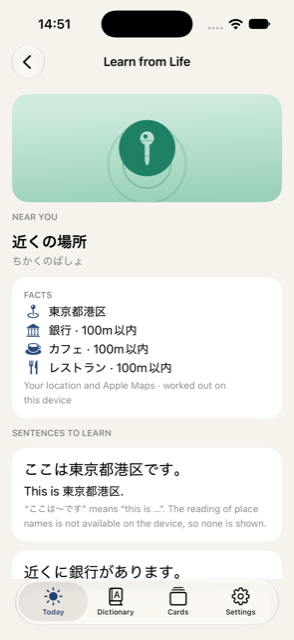 14:51
Learn from Life
NEAR YOU
近くの場所
ちかくのばしょ
FACTS
東京都港区
銀行 · 100m以内
カフェ · 100m以内
レストラン · 100m以内
Your location and Apple Maps · worked out on
this device
SENTENCES TO LEARN
ここは東京都港区です。
This is 東京都港区.
“ここは〜です” means “this is …”. The reading of place
names is not available on the device, so none is shown.
近くに銀行があります。
Today
Dictionary
Cards
Settings